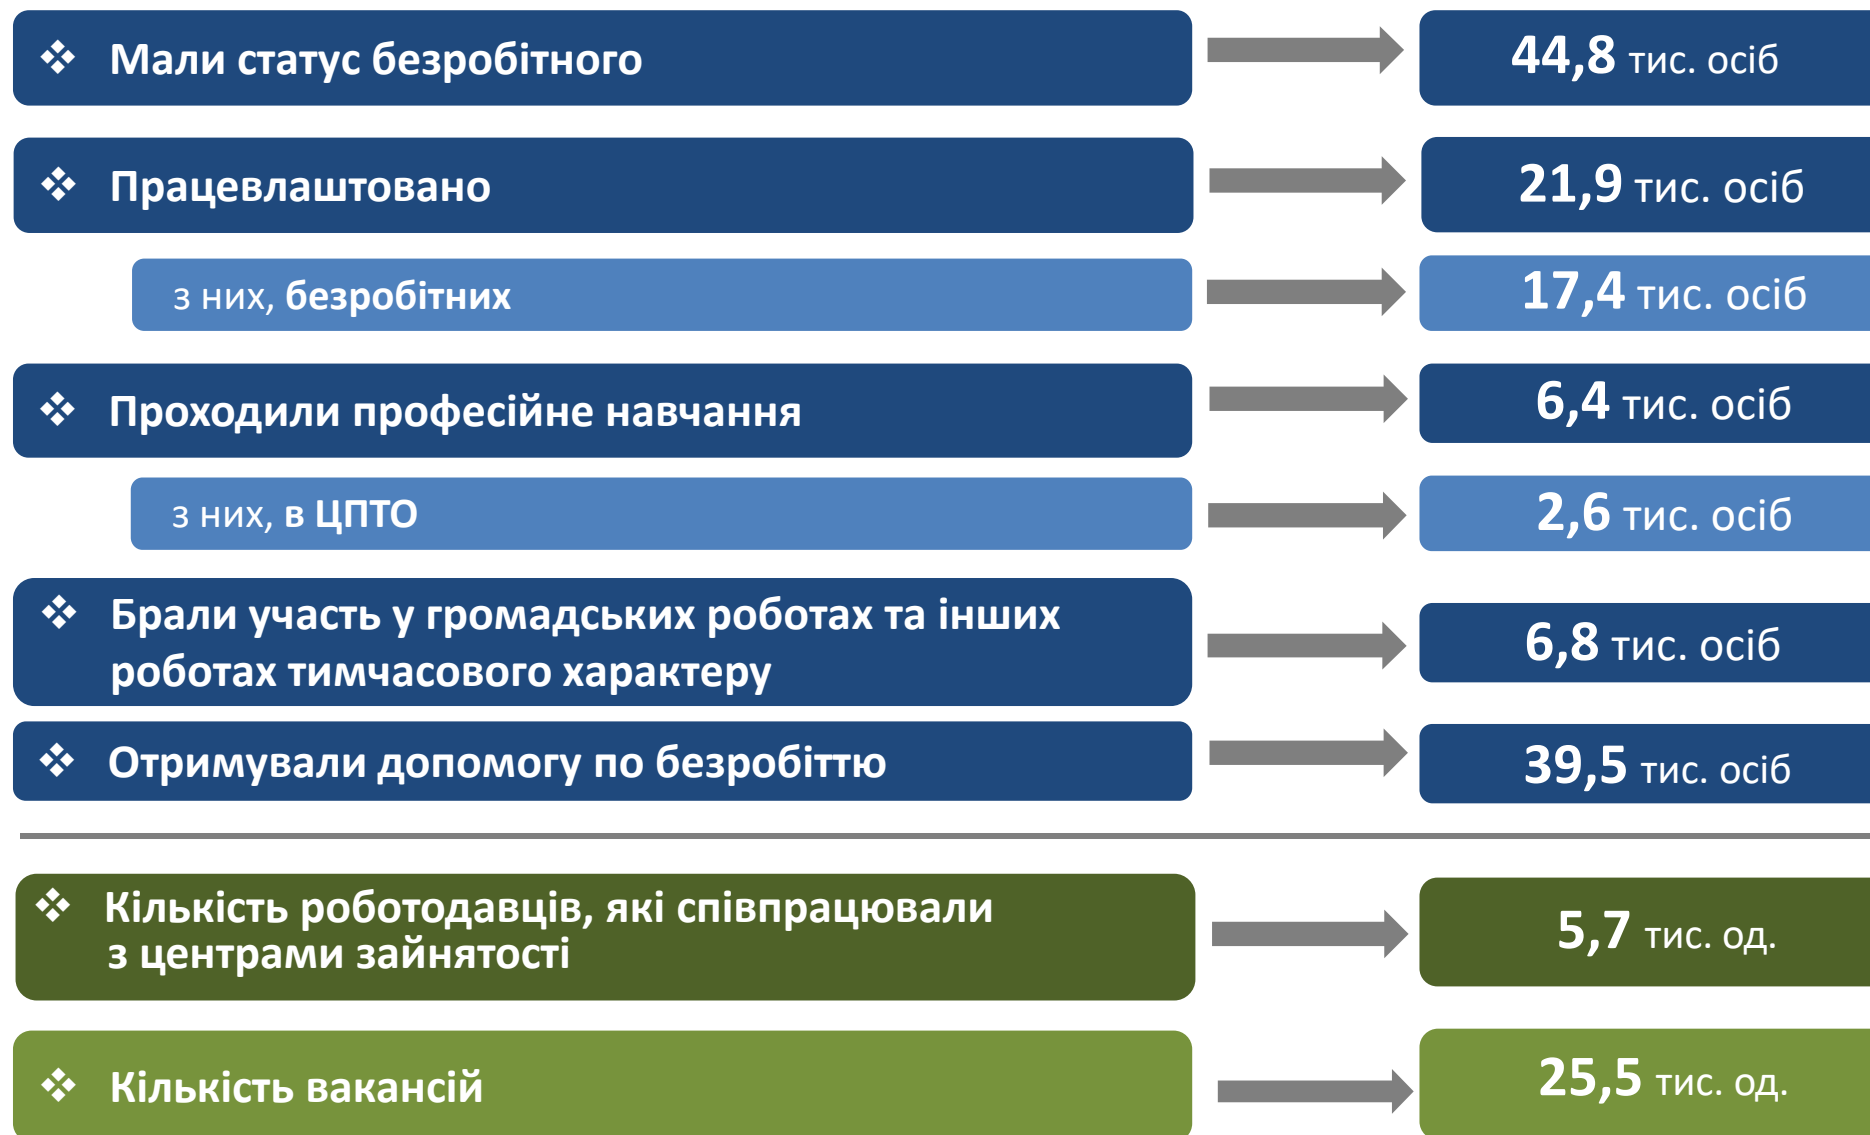 ❖ Мали статус безробітного 44,8 тис. осіб
❖ Працевлаштовано 21,9 тис. осіб
з них, безробітних 17,4 тис. осіб
❖ Проходили професійне навчання 6,4 тис. осіб
з них, в ЦПТО 2,6 тис. осіб
❖ Брали участь у громадських роботах та інших
роботах тимчасового характеру
6,8 тис. осіб
❖ Отримували допомогу по безробіттю 39,5 тис. осіб
❖ Кількість роботодавців, які співпрацювали
з центрами зайнятості
5,7 тис. од.
❖ Кількість вакансій 25,5 тис. од.